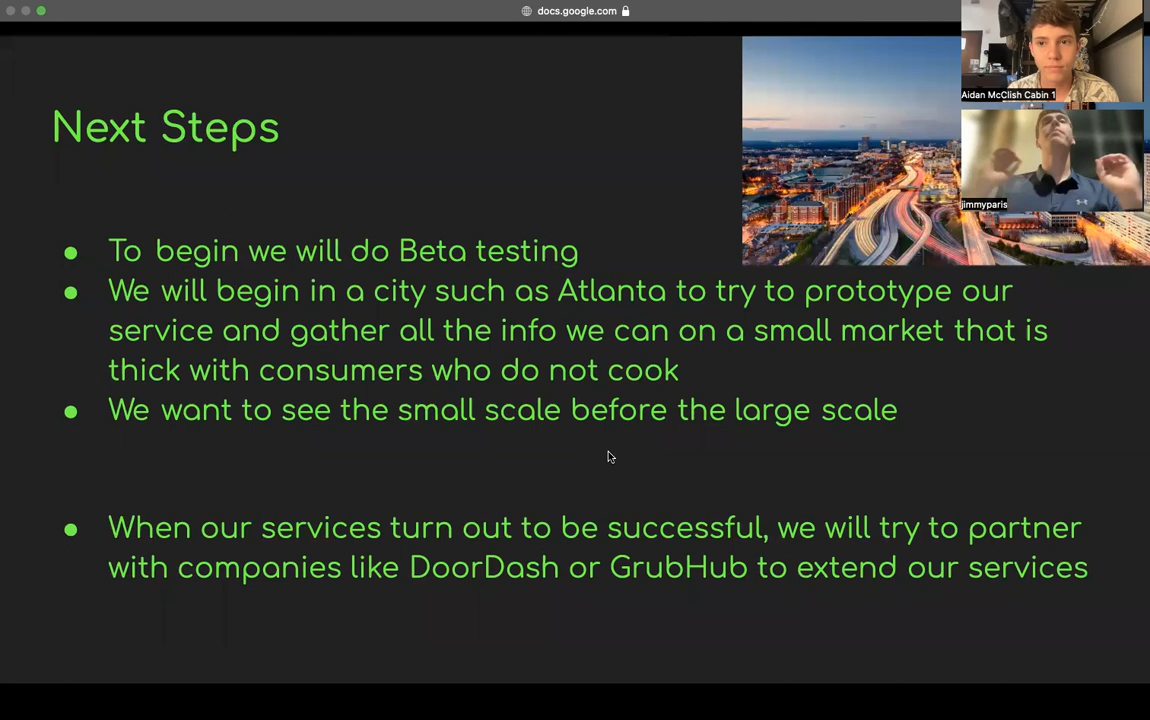 docs.google.com
Aidan McClish Cabin 1
jimmyparis
Next Steps
To begin we will do Beta testing
We will begin in a city such as Atlanta to try to prototype our
service and gather all the info we can on a small market that is
thick with consumers who do not cook
We want to see the small scale before the large scale
When our services turn out to be successful, we will try to partner
with companies like DoorDash or GrubHub to extend our services